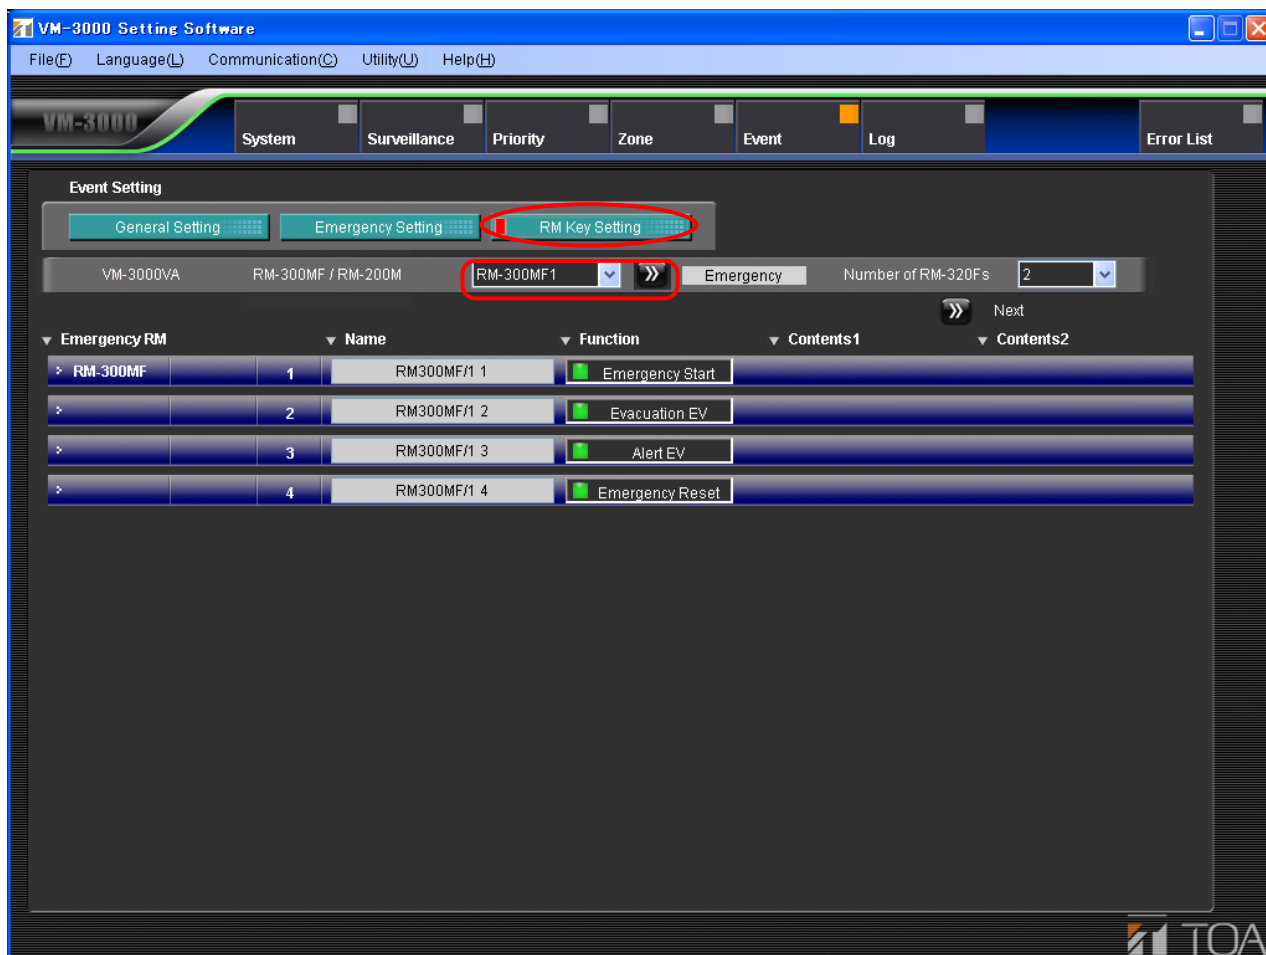 VM-3000 Setting Software
File(F) Language(L) Communication(C) Utility(U) Help(H)
VM-3000
System Surveillance Priority Zone Event Log Error List
Event Setting
General Setting Emergency Setting RM Key Setting
VM-3000VA RM-300MF / RM-200M RM-300MF1 Emergency Number of RM-320Fs 2
Next
Emergency RM Name Function Contents1 Contents2
RM-300MF 1 RM300MF/1 1 Emergency Start
2 RM300MF/1 2 Evacuation EV
3 RM300MF/1 3 Alert EV
4 RM300MF/1 4 Emergency Reset
TOA